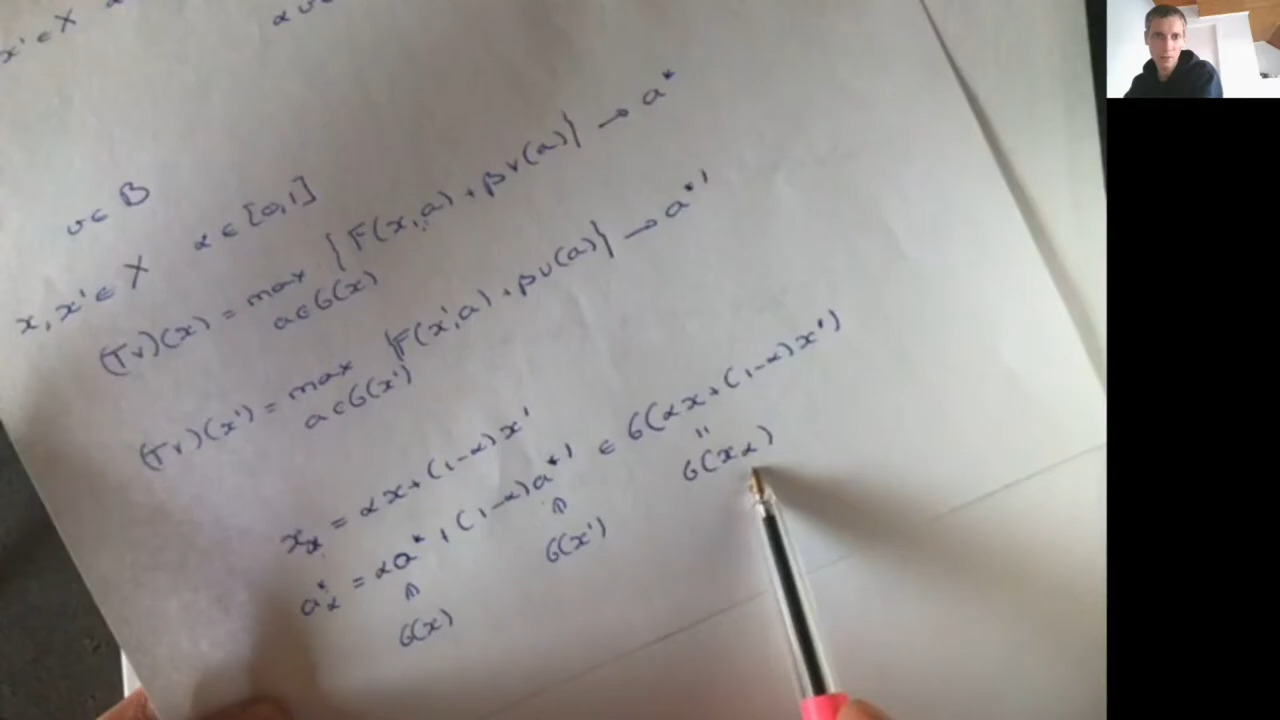 x' ∈ X
v ∈ B
x, x' ∈ X α ∈ [0,1]
(Tv)(x) = max {F(x,a) + βv(a)} → a*
a∈G(x)
(Tv)(x') = max {F(x',a) + βv(a)} → a*'
a∈G(x')
x_α = αx + (1-α)x'
a*_α = αa* + (1-α)a*' ∈ G(αx + (1-α)x')
G(x) G(x') G(x_α)